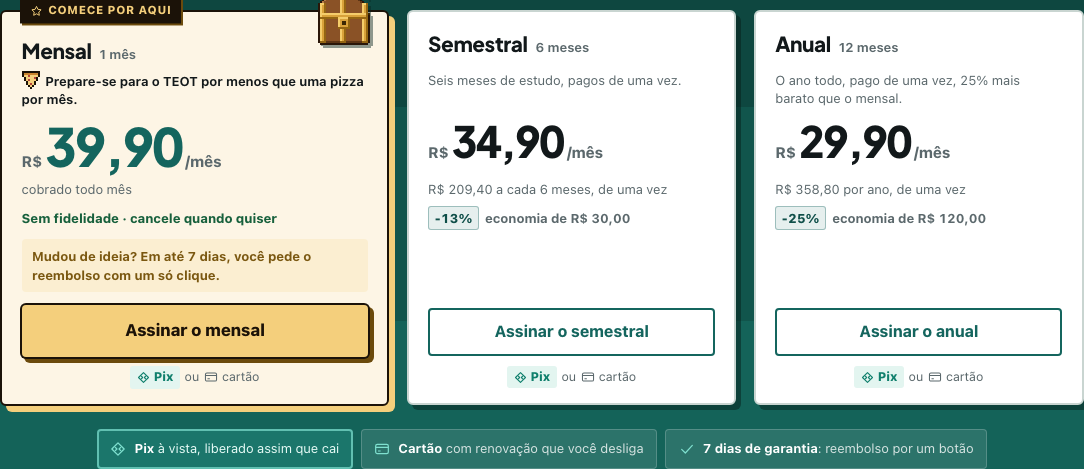 COMECE POR AQUI
Mensal 1 mês
Prepare-se para o TEOT por menos que uma pizza
por mês.
R$ 39,90/mês
cobrado todo mês
Sem fidelidade · cancele quando quiser
Mudou de ideia? Em até 7 dias, você pede o
reembolso com um só clique.
Assinar o mensal
Pix ou cartão
Semestral 6 meses
Seis meses de estudo, pagos de uma vez.
R$ 34,90/mês
R$ 209,40 a cada 6 meses, de uma vez
-13% economia de R$ 30,00
Assinar o semestral
Pix ou cartão
Anual 12 meses
O ano todo, pago de uma vez, 25% mais
barato que o mensal.
R$ 29,90/mês
R$ 358,80 por ano, de uma vez
-25% economia de R$ 120,00
Assinar o anual
Pix ou cartão
Pix à vista, liberado assim que cai
Cartão com renovação que você desliga
7 dias de garantia: reembolso por um botão